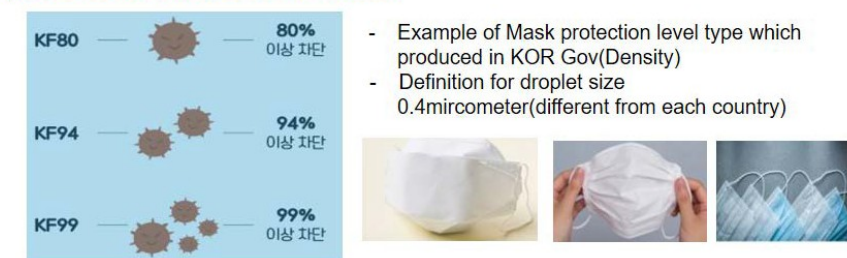 KF80
80%
이상 차단
KF94
94%
이상 차단
KF99
99%
이상 차단
- Example of Mask protection level type which
produced in KOR Gov(Density)
- Definition for droplet size
0.4mircometer(different from each country)